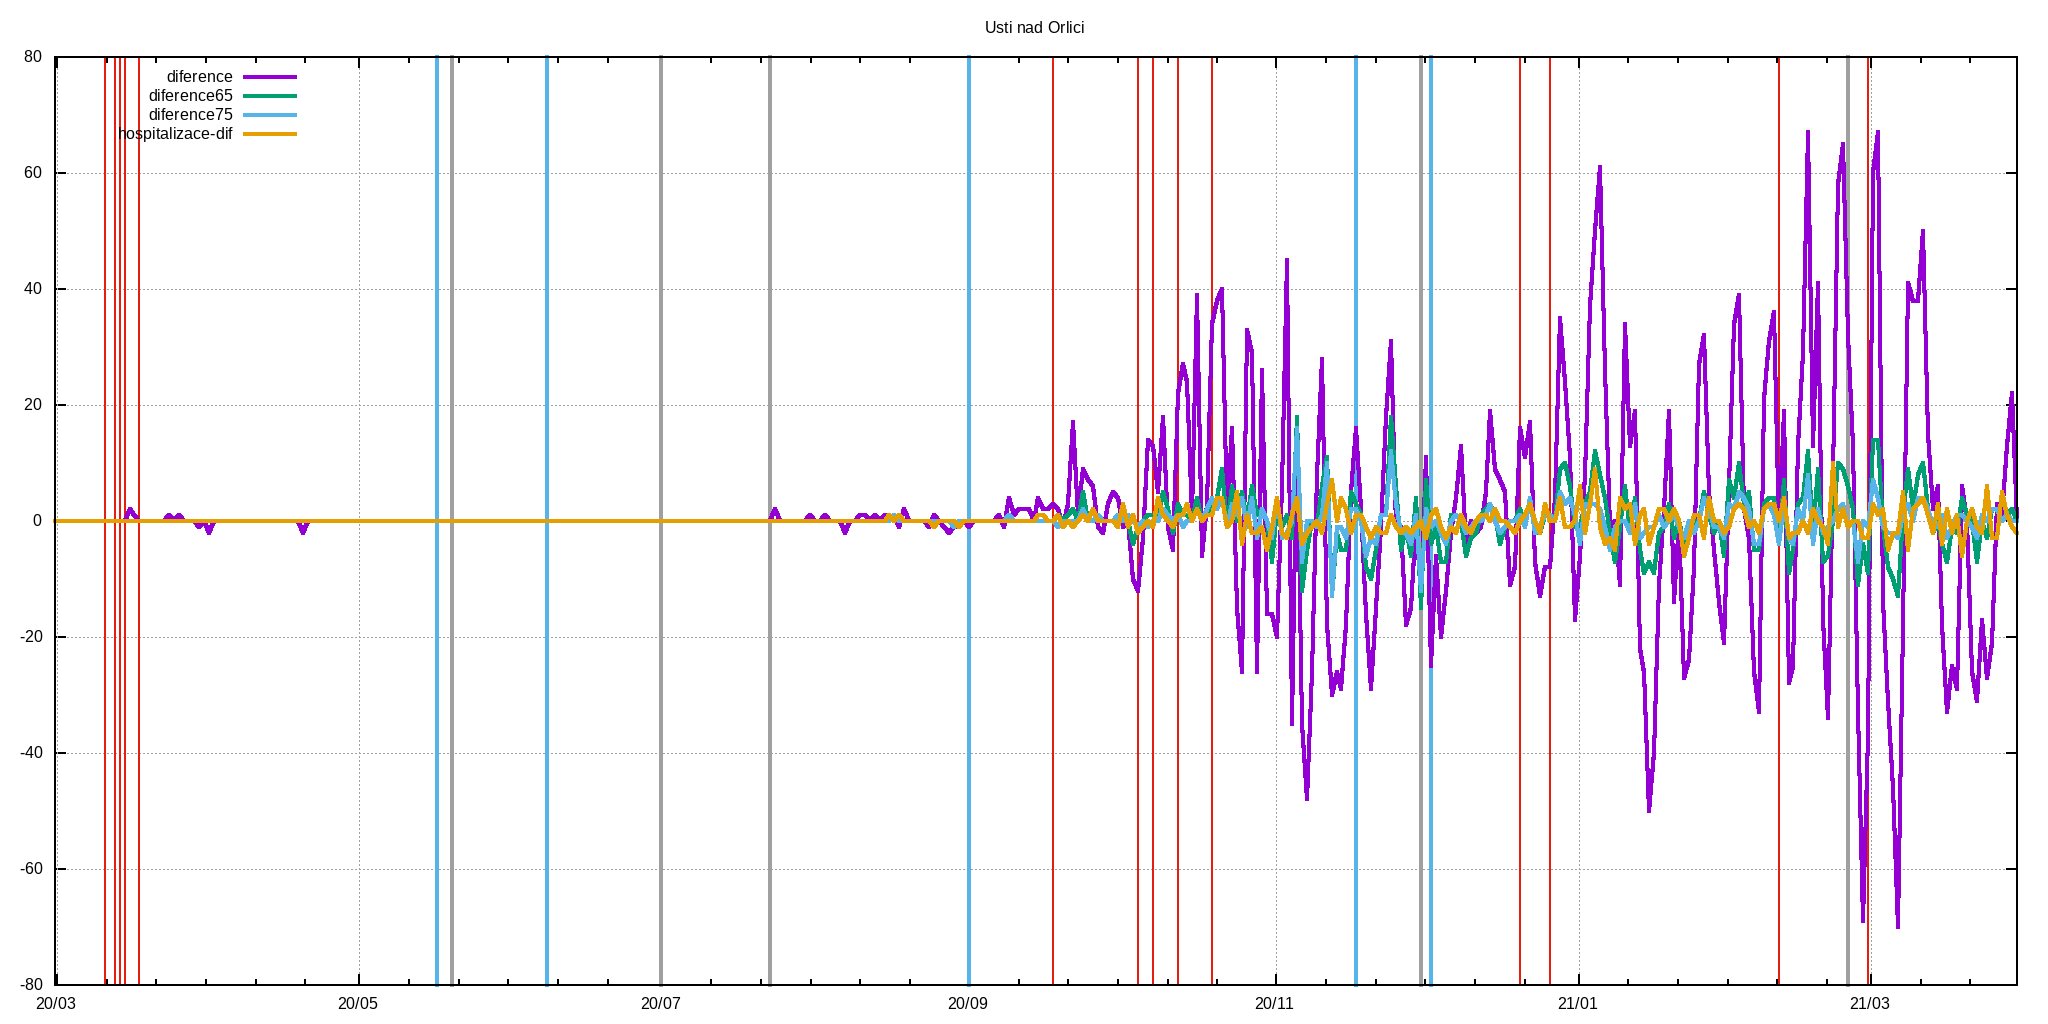 Usti nad Orlici
80
60
40
20
0
-20
-40
-60
-80
diference
diference65
diference75
hospitalizace-dif
20/03 20/05 20/07 20/09 20/11 21/01 21/03